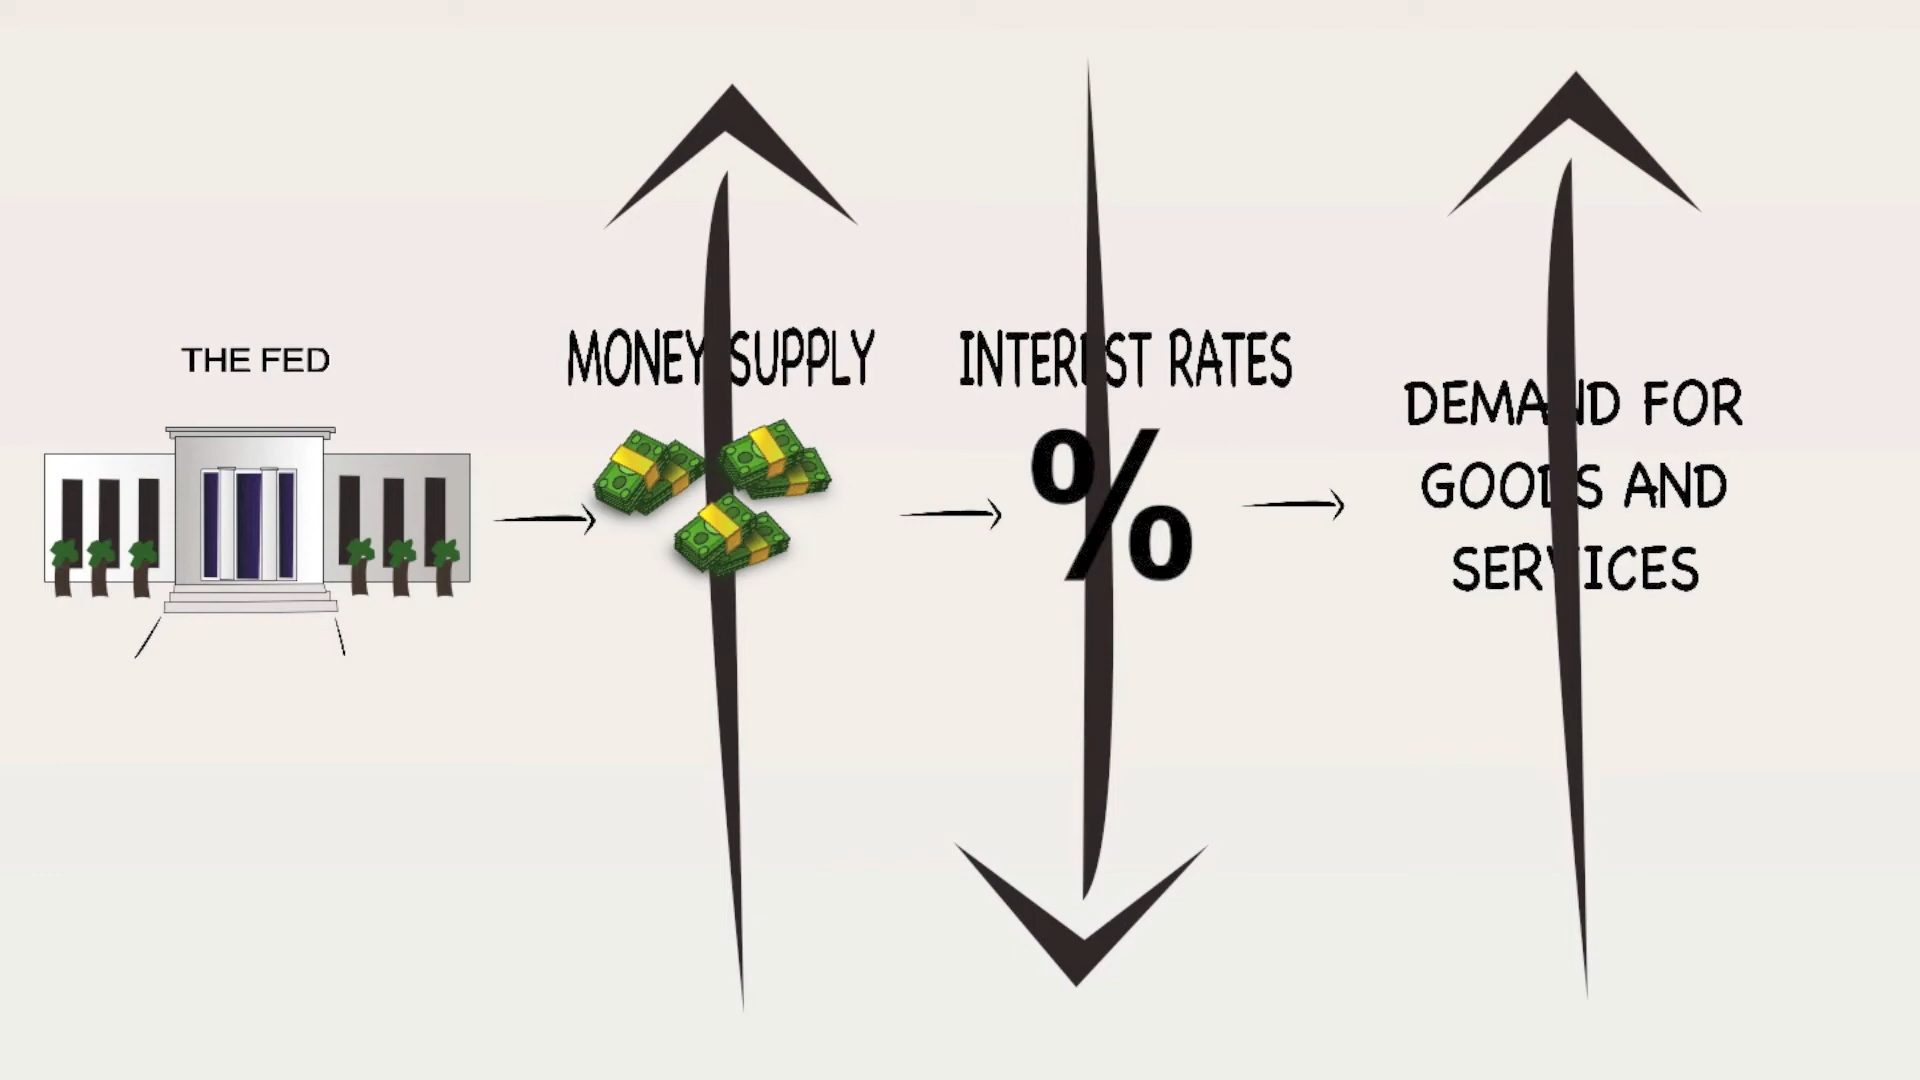 THE FED
MONEY SUPPLY
INTEREST RATES
%
DEMAND FOR
GOODS AND
SERVICES